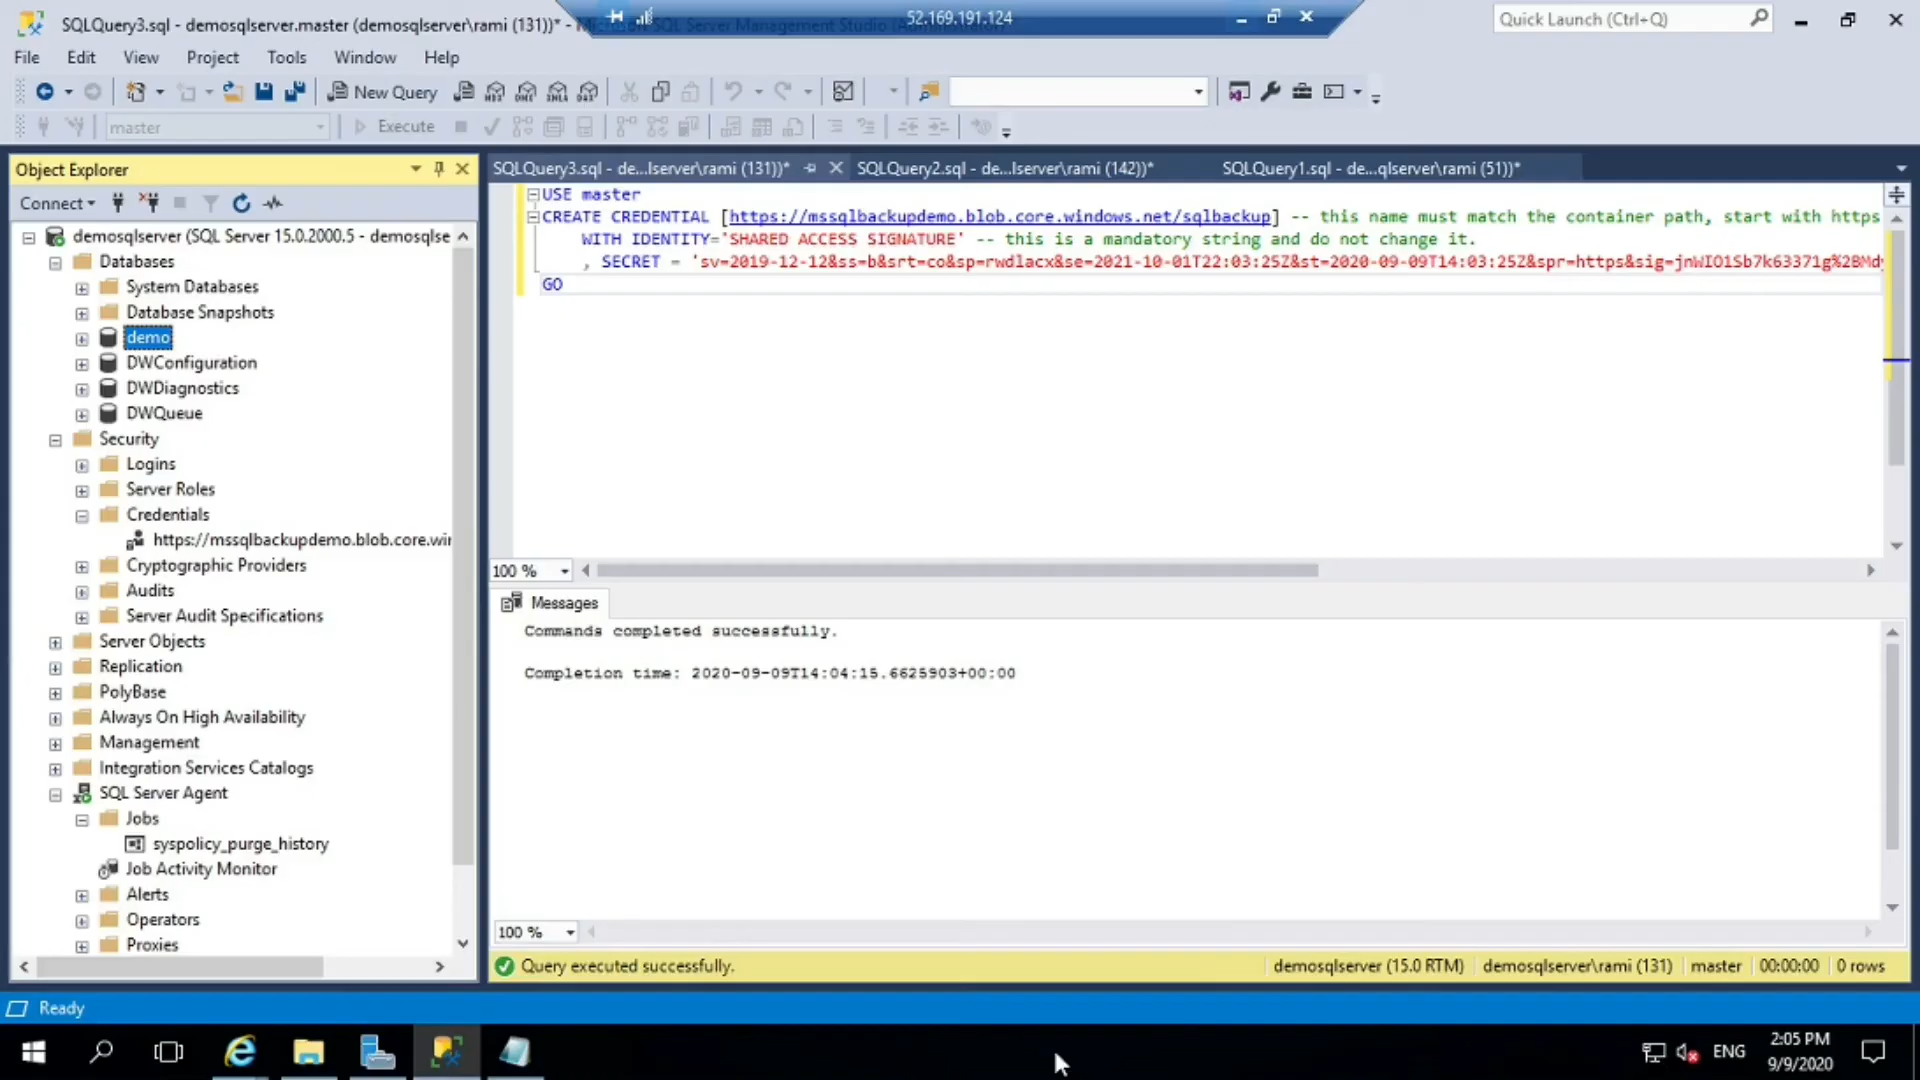 SQLQuery3.sql - demosqlserver.master (demosqlserver\rami (131))* - Microsoft SQL Server Management Studio (Administrator)
52.169.191.124
Quick Launch (Ctrl+Q)
File Edit View Project Tools Window Help
New Query
master
Execute
Object Explorer
Connect
demosqlserver (SQL Server 15.0.2000.5 - demosqlse
Databases
System Databases
Database Snapshots
demo
DWConfiguration
DWDiagnostics
DWQueue
Security
Logins
Server Roles
Credentials
https://mssqlbackupdemo.blob.core.wir
Cryptographic Providers
Audits
Server Audit Specifications
Server Objects
Replication
PolyBase
Always On High Availability
Management
Integration Services Catalogs
SQL Server Agent
Jobs
syspolicy_purge_history
Job Activity Monitor
Alerts
Operators
Proxies
SQLQuery3.sql - de...lserver\rami (131))*
SQLQuery2.sql - de...lserver\rami (142))*
SQLQuery1.sql - de...qlserver\rami (51))*
USE master
CREATE CREDENTIAL [https://mssqlbackupdemo.blob.core.windows.net/sqlbackup] -- this name must match the container path, start with https
WITH IDENTITY='SHARED ACCESS SIGNATURE' -- this is a mandatory string and do not change it.
, SECRET = 'sv=2019-12-12&ss=b&srt=co&sp=rwdlacx&se=2021-10-01T22:03:25Z&st=2020-09-09T14:03:25Z&spr=https&sig=jnWIO1Sb7k63371g%2BMdy
GO
100 %
Messages
Commands completed successfully.
Completion time: 2020-09-09T14:04:15.6625903+00:00
100 %
Query executed successfully.
demosqlserver (15.0 RTM)
demosqlserver\rami (131)
master
00:00:00
0 rows
Ready
ENG
2:05 PM
9/9/2020